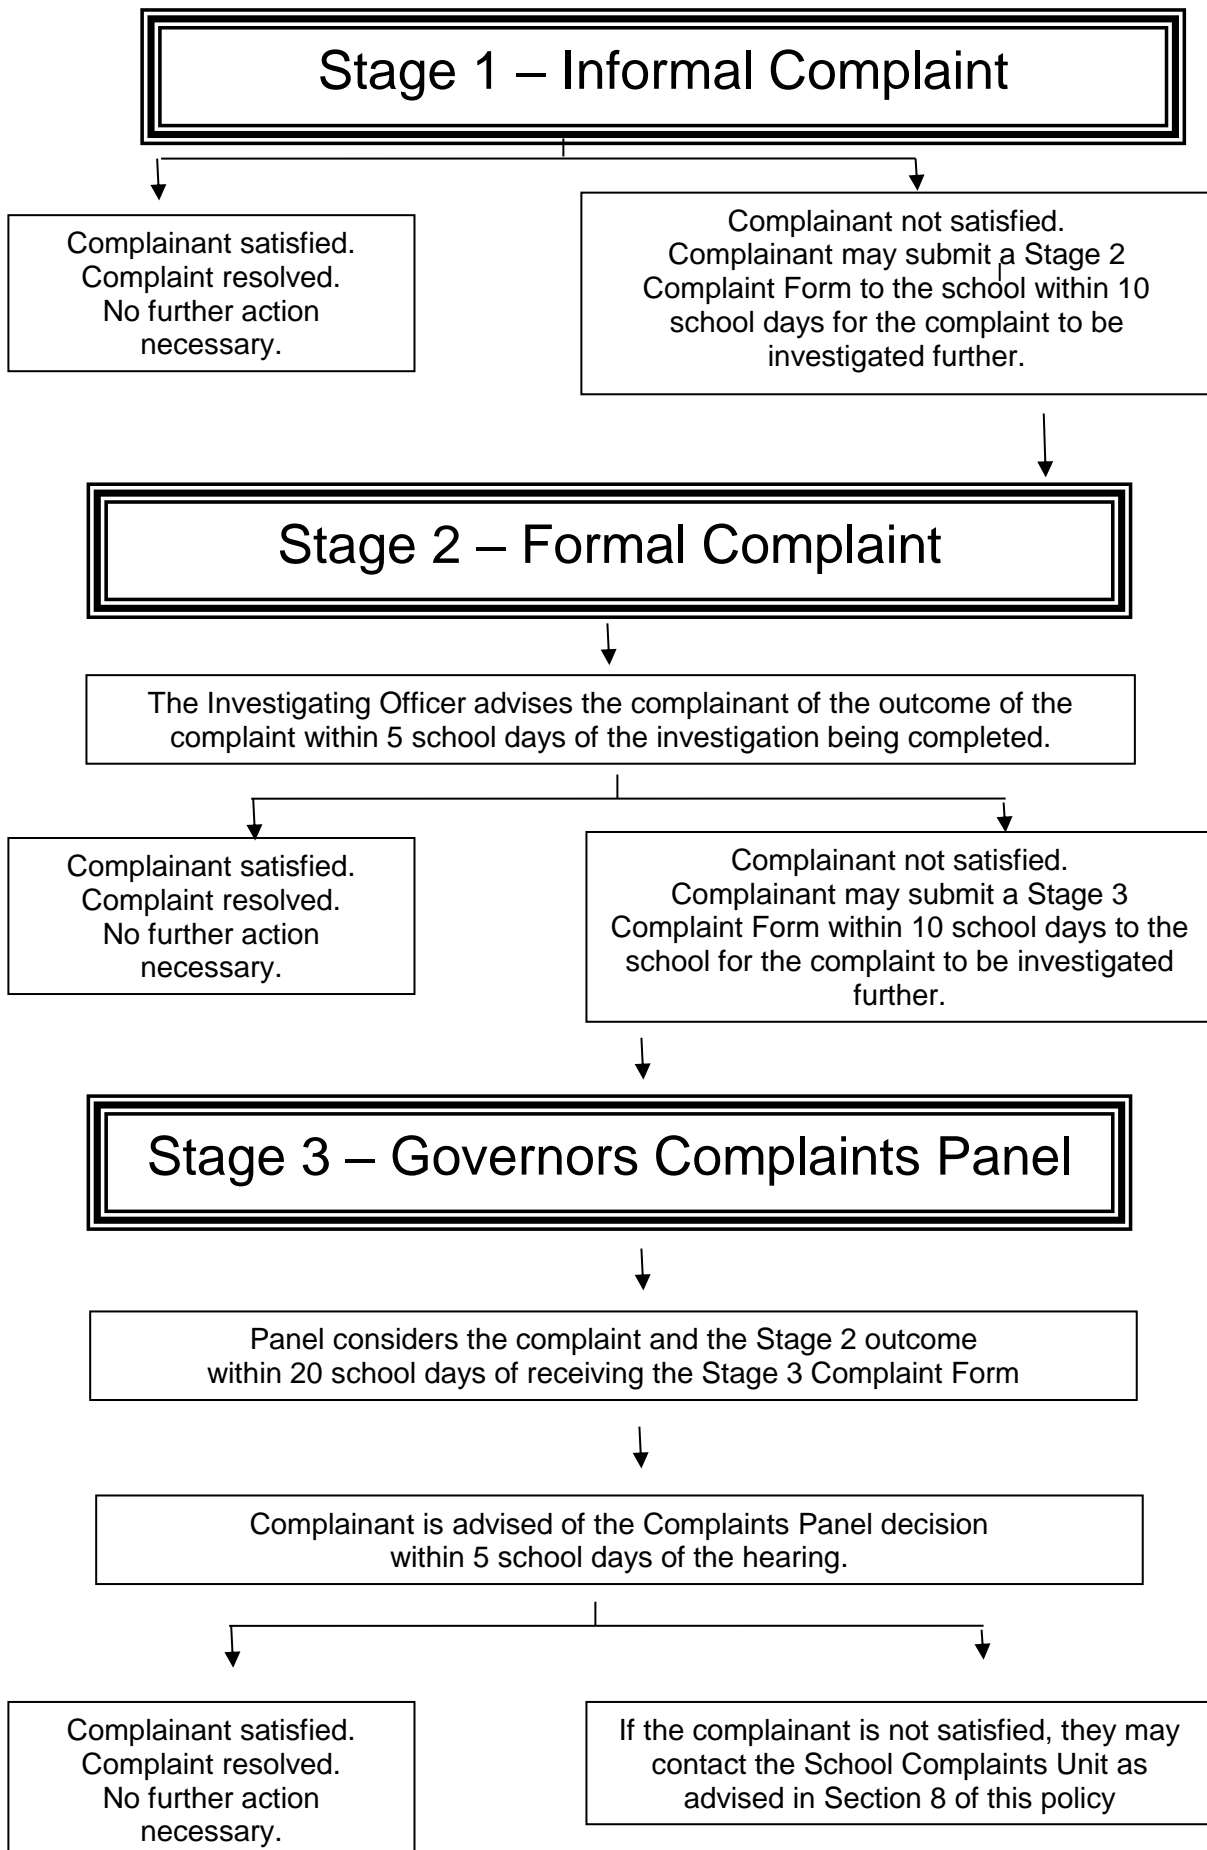 Stage 1 – Informal Complaint
Complainant satisfied.
Complaint resolved.
No further action
necessary.
Complainant not satisfied.
Complainant may submit a Stage 2
Complaint Form to the school within 10
school days for the complaint to be
investigated further.
Stage 2 – Formal Complaint
The Investigating Officer advises the complainant of the outcome of the
complaint within 5 school days of the investigation being completed.
Complainant satisfied.
Complaint resolved.
No further action
necessary.
Complainant not satisfied.
Complainant may submit a Stage 3
Complaint Form within 10 school days to the
school for the complaint to be investigated
further.
Stage 3 – Governors Complaints Panel
Panel considers the complaint and the Stage 2 outcome
within 20 school days of receiving the Stage 3 Complaint Form
Complainant is advised of the Complaints Panel decision
within 5 school days of the hearing.
Complainant satisfied.
Complaint resolved.
No further action
necessary.
If the complainant is not satisfied, they may
contact the School Complaints Unit as
advised in Section 8 of this policy